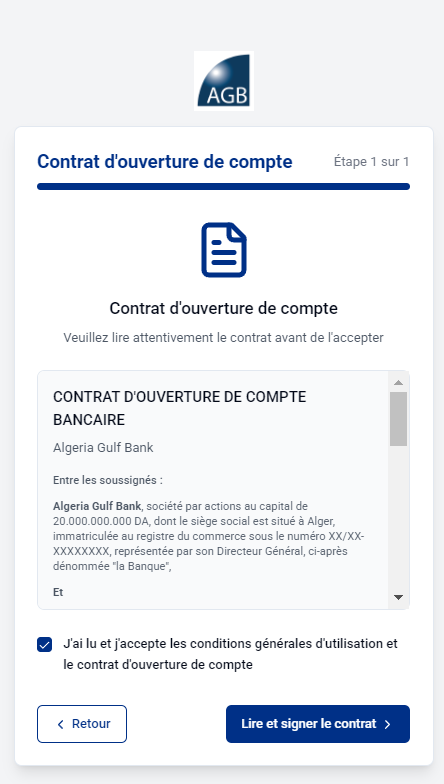 AGB
Contrat d'ouverture de compte
Étape 1 sur 1
Contrat d'ouverture de compte
Veuillez lire attentivement le contrat avant de l'accepter
CONTRAT D'OUVERTURE DE COMPTE
BANCAIRE
Algeria Gulf Bank
Entre les soussignés :
Algeria Gulf Bank, société par actions au capital de
20.000.000.000 DA, dont le siège social est situé à Alger,
immatriculée au registre du commerce sous le numéro XX/XX-
XXXXXXXX, représentée par son Directeur Général, ci-après
dénommée "la Banque",
Et
J'ai lu et j'accepte les conditions générales d'utilisation et
le contrat d'ouverture de compte
Retour
Lire et signer le contrat